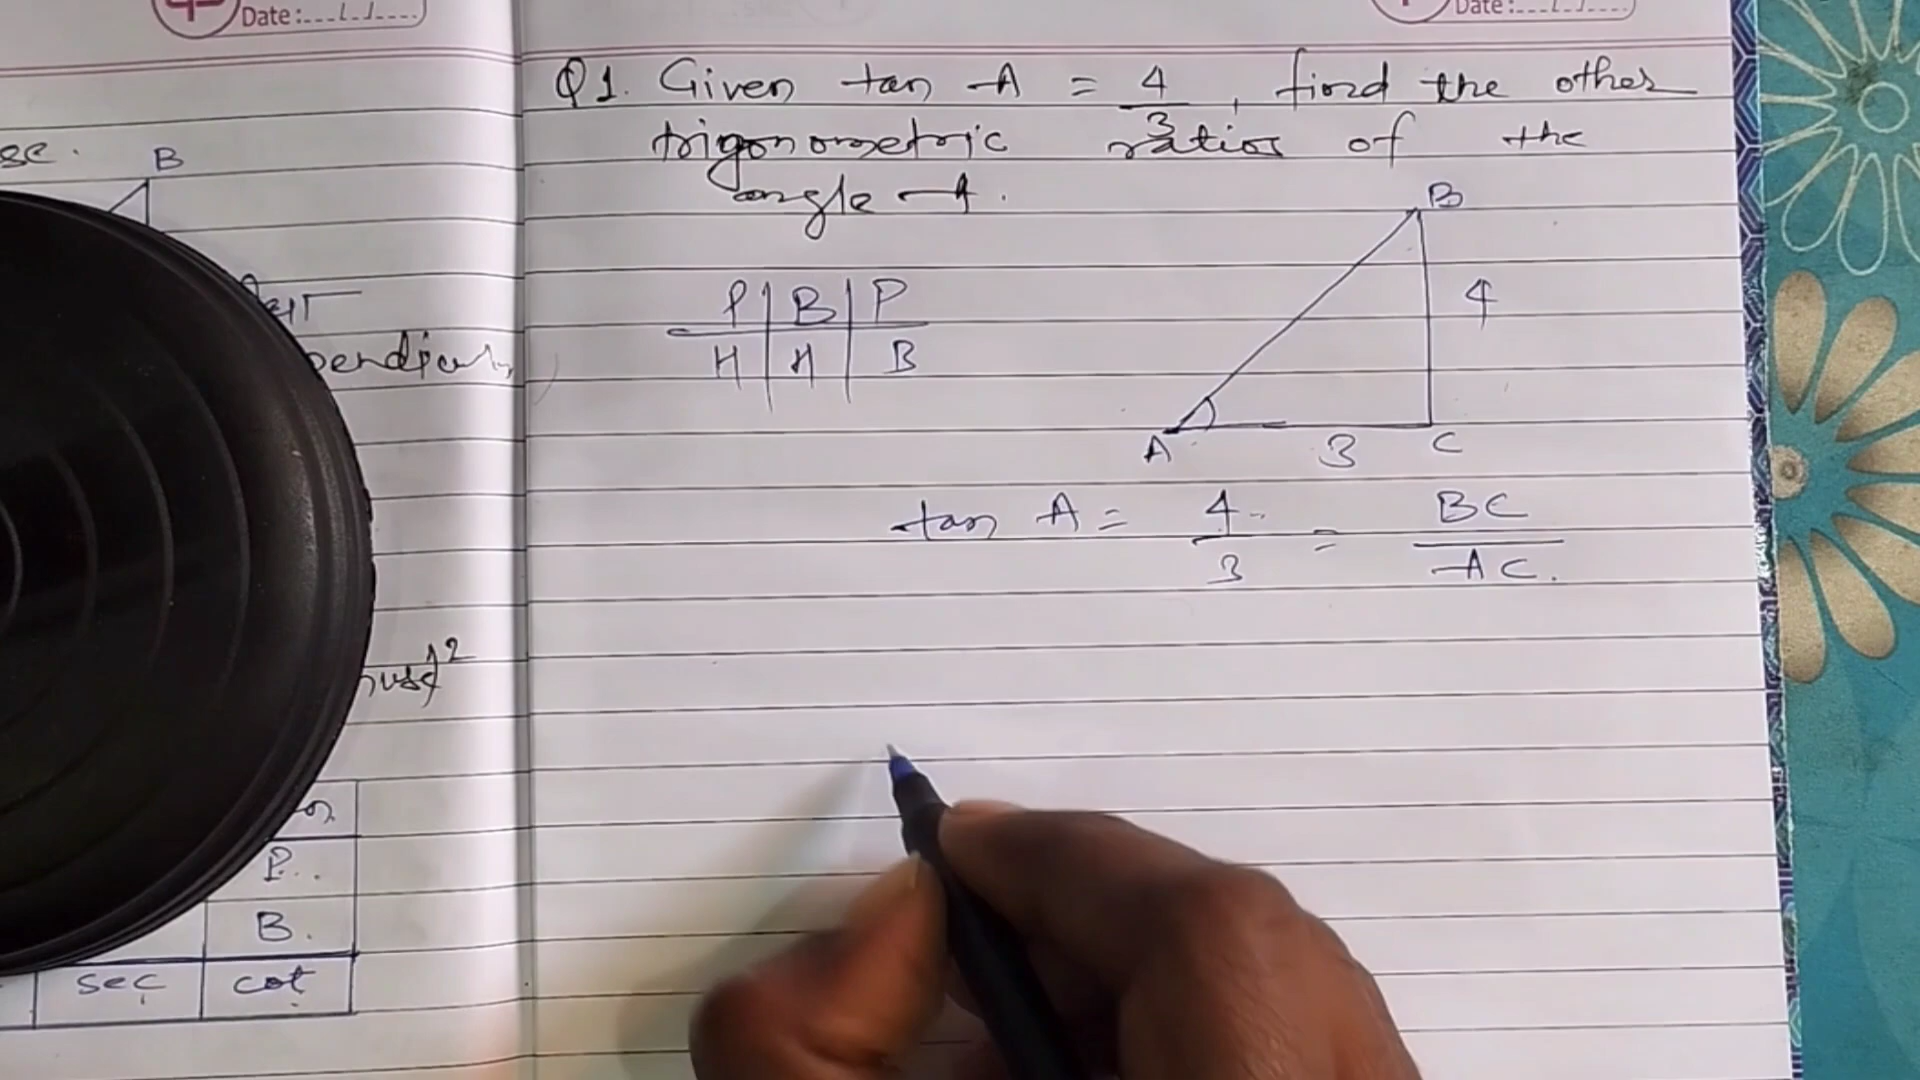 Date:
Date:
Q1. Given tan A = 4/3, find the other
trigonometric ratios of the
angle A.
se.
B
P | B | P
H | H | B
B
4
A
3
C
tan A = 4/3 = BC/AC.
P..
B.
sec
cot